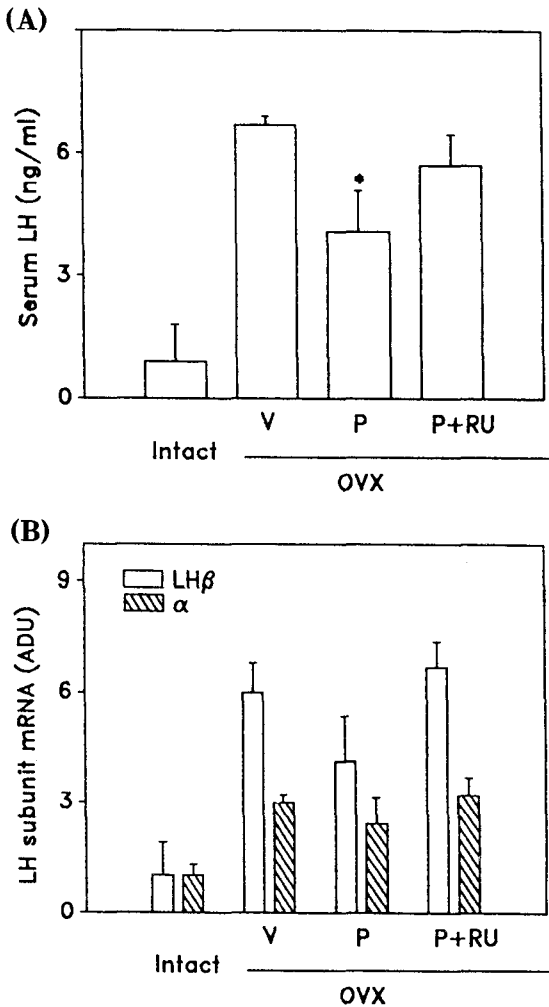 (A)
Serum LH (ng/ml)
6
3
0
*
V P P+RU
Intact
OVX
(B)
LH subunit mRNA (ADU)
9
6
3
0
LHβ
α
V P P+RU
Intact
OVX